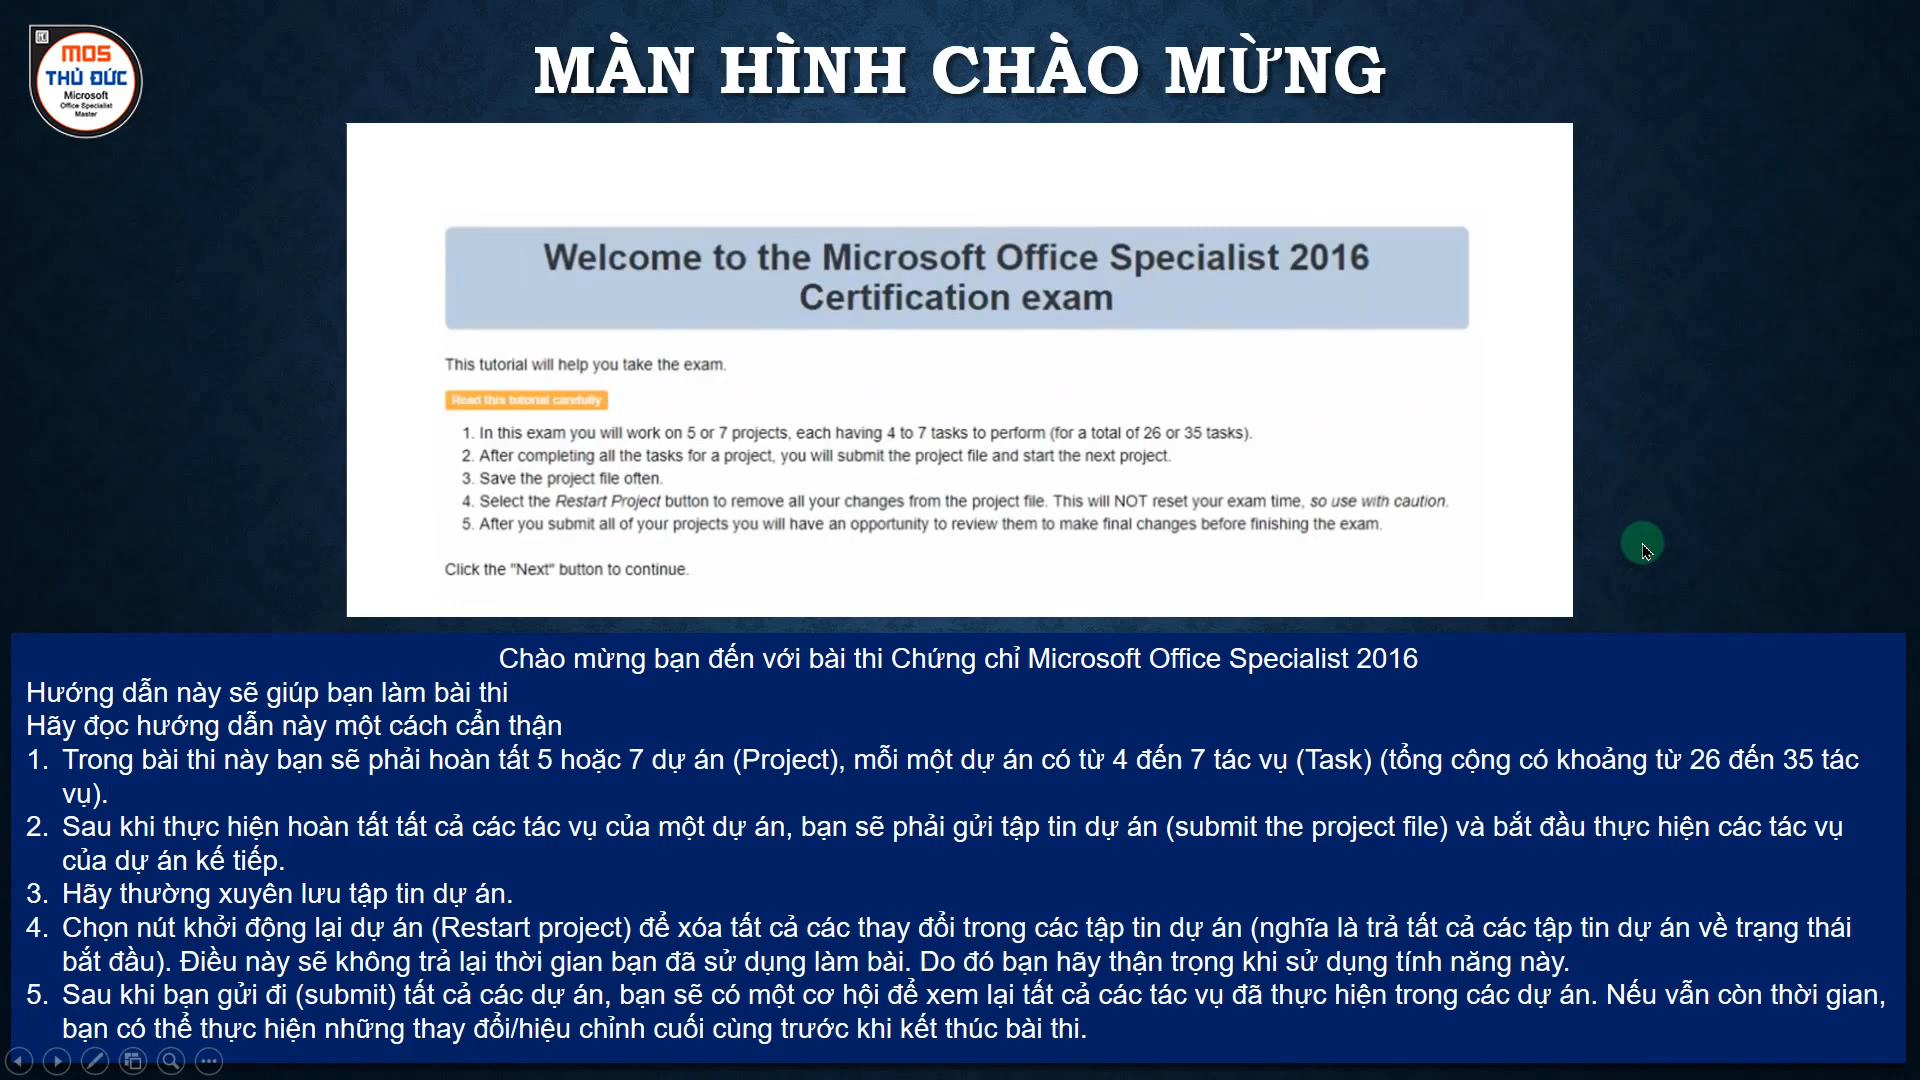 MOS
THỦ ĐỨC
Microsoft
Office Specialist
Master
MÀN HÌNH CHÀO MỪNG
Welcome to the Microsoft Office Specialist 2016
Certification exam
This tutorial will help you take the exam.
Read this tutorial carefully
1. In this exam you will work on 5 or 7 projects, each having 4 to 7 tasks to perform (for a total of 26 or 35 tasks).
2. After completing all the tasks for a project, you will submit the project file and start the next project.
3. Save the project file often.
4. Select the Restart Project button to remove all your changes from the project file. This will NOT reset your exam time, so use with caution.
5. After you submit all of your projects you will have an opportunity to review them to make final changes before finishing the exam.
Click the "Next" button to continue.
Chào mừng bạn đến với bài thi Chứng chỉ Microsoft Office Specialist 2016
Hướng dẫn này sẽ giúp bạn làm bài thi
Hãy đọc hướng dẫn này một cách cẩn thận
1. Trong bài thi này bạn sẽ phải hoàn tất 5 hoặc 7 dự án (Project), mỗi một dự án có từ 4 đến 7 tác vụ (Task) (tổng cộng có khoảng từ 26 đến 35 tác
vụ).
2. Sau khi thực hiện hoàn tất tất cả các tác vụ của một dự án, bạn sẽ phải gửi tập tin dự án (submit the project file) và bắt đầu thực hiện các tác vụ
của dự án kế tiếp.
3. Hãy thường xuyên lưu tập tin dự án.
4. Chọn nút khởi động lại dự án (Restart project) để xóa tất cả các thay đổi trong các tập tin dự án (nghĩa là trả tất cả các tập tin dự án về trạng thái
bắt đầu). Điều này sẽ không trả lại thời gian bạn đã sử dụng làm bài. Do đó bạn hãy thận trọng khi sử dụng tính năng này.
5. Sau khi bạn gửi đi (submit) tất cả các dự án, bạn sẽ có một cơ hội để xem lại tất cả các tác vụ đã thực hiện trong các dự án. Nếu vẫn còn thời gian,
bạn có thể thực hiện những thay đổi/hiệu chỉnh cuối cùng trước khi kết thúc bài thi.